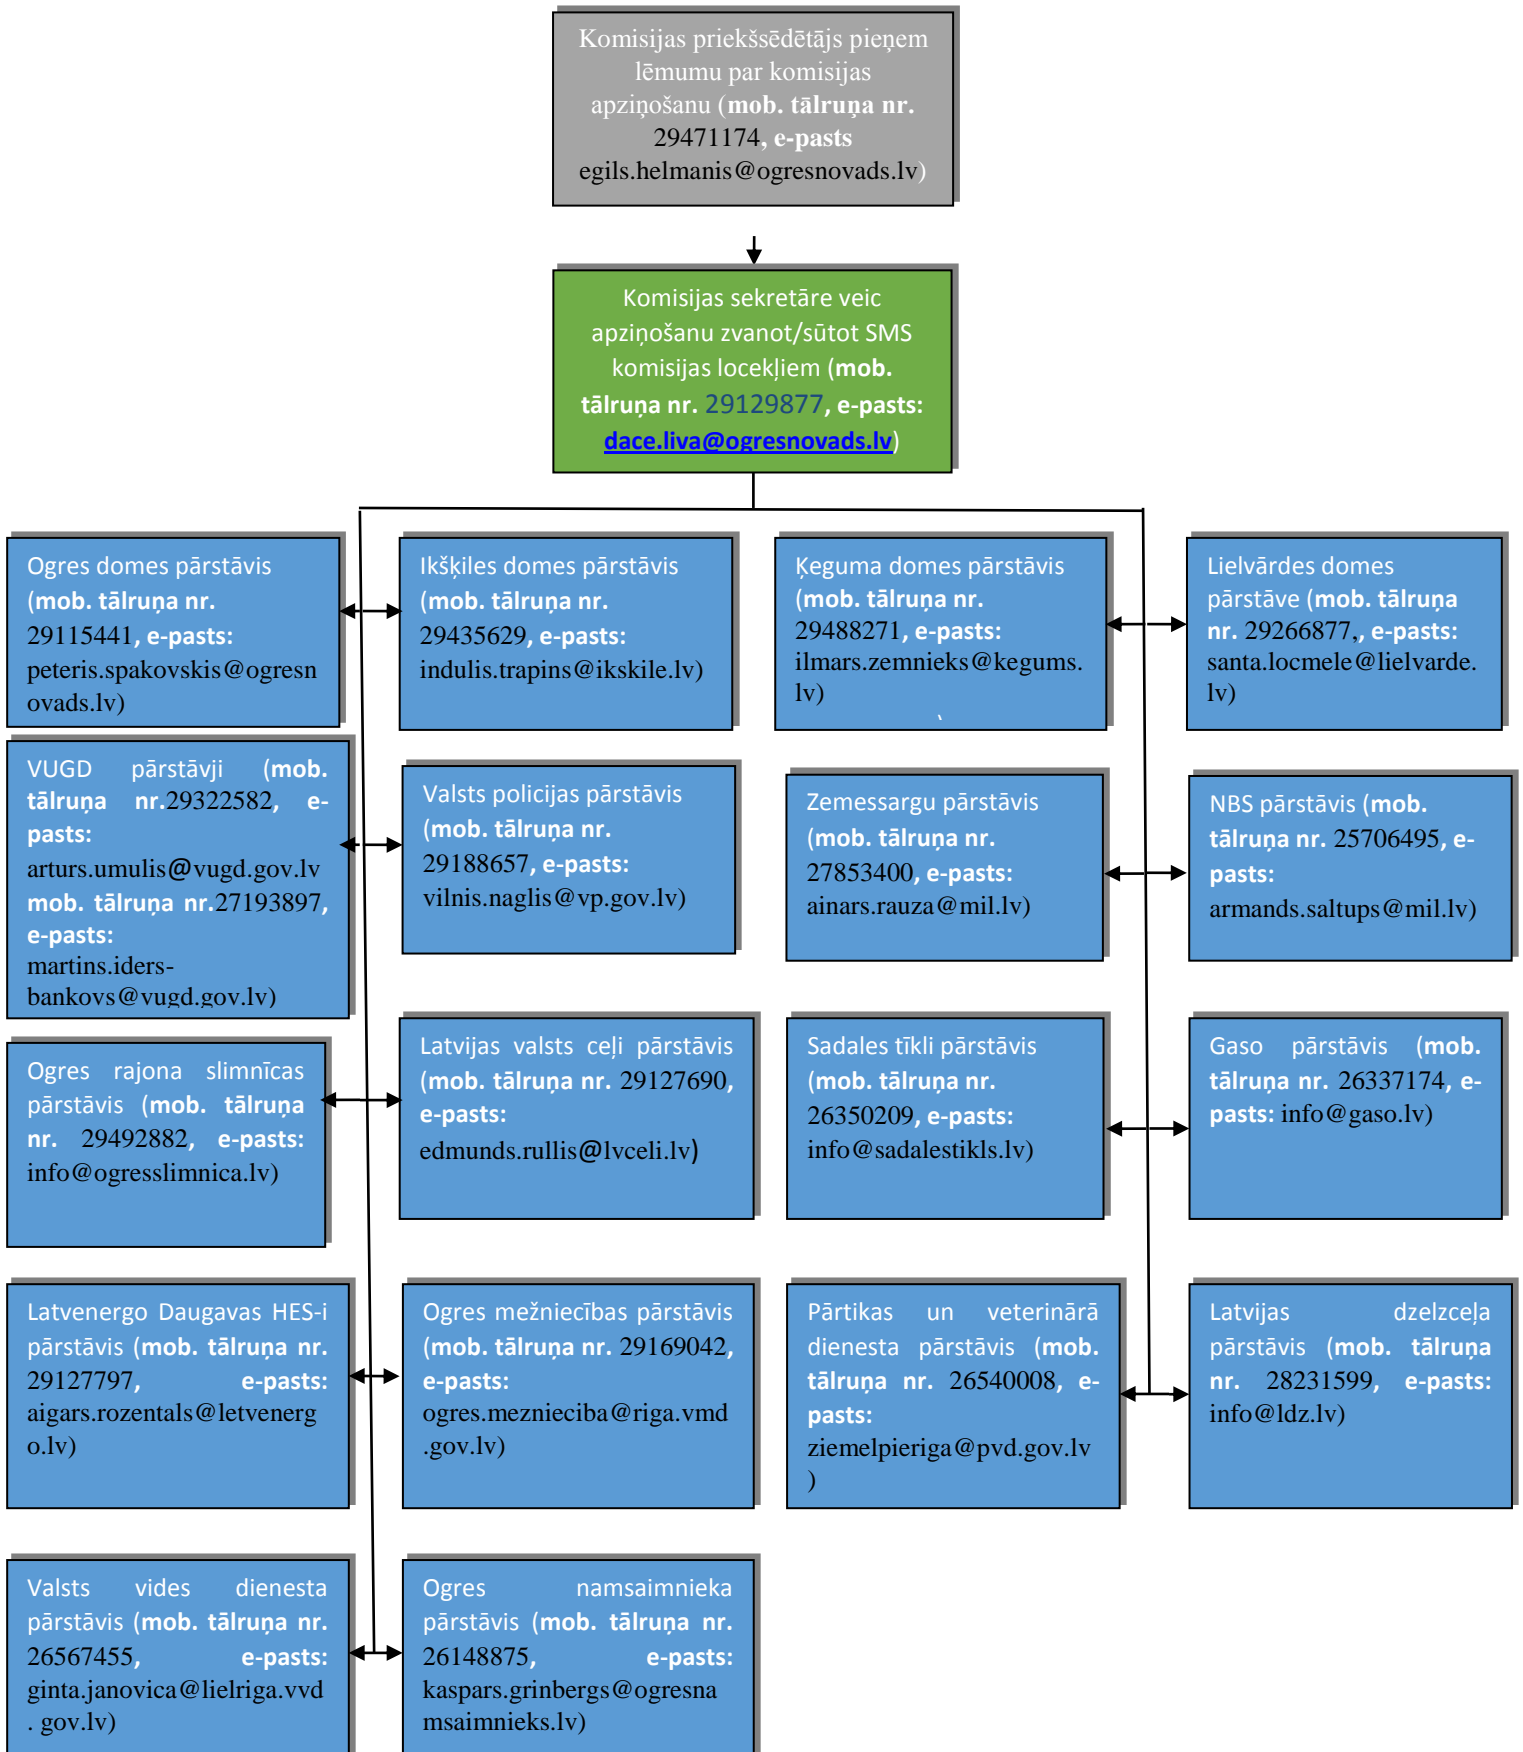 Komisijas priekšsēdētājs pieņem
lēmumu par komisijas
apziņošanu (mob. tālruņa nr.
29471174, e-pasts
egils.helmanis@ogresnovads.lv)
Komisijas sekretāre veic
apziņošanu zvanot/sūtot SMS
komisijas locekļiem (mob.
tālruņa nr. 29129877, e-pasts:
dace.liva@ogresnovads.lv)
Ogres domes pārstāvis
(mob. tālruņa nr.
29115441, e-pasts:
peteris.spakovskis@ogresn
ovads.lv)
Ikšķiles domes pārstāvis
(mob. tālruņa nr.
29435629, e-pasts:
indulis.trapins@ikskile.lv)
Ķeguma domes pārstāvis
(mob. tālruņa nr.
29488271, e-pasts:
ilmars.zemnieks@kegums.
lv)
Lielvārdes domes
pārstāve (mob. tālruņa
nr. 29266877,, e-pasts:
santa.locmele@lielvarde.
lv)
VUGD pārstāvji (mob.
tālruņa nr.29322582, e-
pasts:
arturs.umulis@vugd.gov.lv
mob. tālruņa nr.27193897,
e-pasts:
martins.iders-
bankovs@vugd.gov.lv)
Valsts policijas pārstāvis
(mob. tālruņa nr.
29188657, e-pasts:
vilnis.naglis@vp.gov.lv)
Zemessargu pārstāvis
(mob. tālruņa nr.
27853400, e-pasts:
ainars.rauza@mil.lv)
NBS pārstāvis (mob.
tālruņa nr. 25706495, e-
pasts:
armands.saltups@mil.lv)
Ogres rajona slimnīcas
pārstāvis (mob. tālruņa
nr. 29492882, e-pasts:
info@ogresslimnica.lv)
Latvijas valsts ceļi pārstāvis
(mob. tālruņa nr. 29127690,
e-pasts:
edmunds.rullis@lvceli.lv)
Sadales tīkli pārstāvis
(mob. tālruņa nr.
26350209, e-pasts:
info@sadalestikls.lv)
Gaso pārstāvis (mob.
tālruņa nr. 26337174, e-
pasts: info@gaso.lv)
Latvenergo Daugavas HES-i
pārstāvis (mob. tālruņa nr.
29127797, e-pasts:
aigars.rozentals@letvenerg
o.lv)
Ogres mežniecības pārstāvis
(mob. tālruņa nr. 29169042,
e-pasts:
ogres.meznieciba@riga.vmd
.gov.lv)
Pārtikas un veterinārā
dienesta pārstāvis (mob.
tālruņa nr. 26540008, e-
pasts:
ziemelpieriga@pvd.gov.lv
)
Latvijas dzelzceļa
pārstāvis (mob. tālruņa
nr. 28231599, e-pasts:
info@ldz.lv)
Valsts vides dienesta
pārstāvis (mob. tālruņa nr.
26567455, e-pasts:
ginta.janovica@lielriga.vvd
. gov.lv)
Ogres namsaimnieka
pārstāvis (mob. tālruņa nr.
26148875, e-pasts:
kaspars.grinbergs@ogresna
msaimnieks.lv)